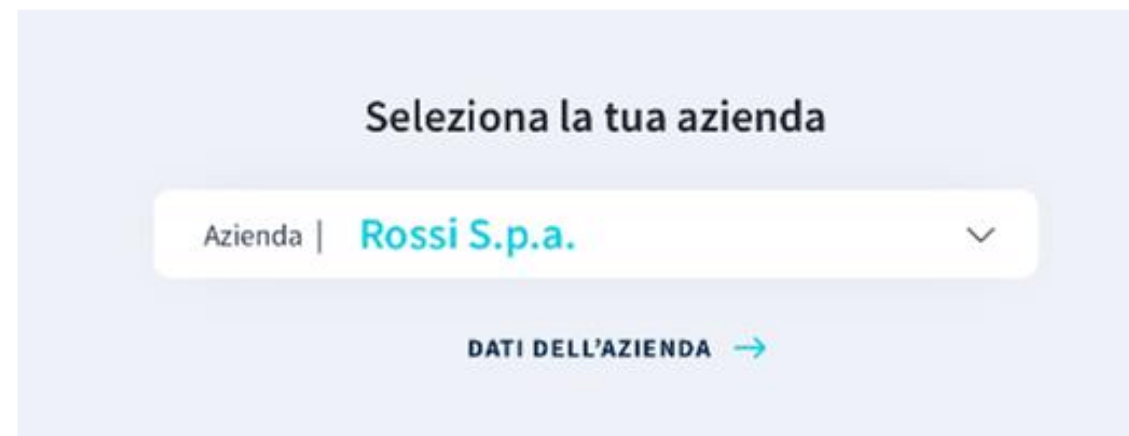 Seleziona la tua azienda
Azienda | Rossi S.p.a.
DATI DELL'AZIENDA →